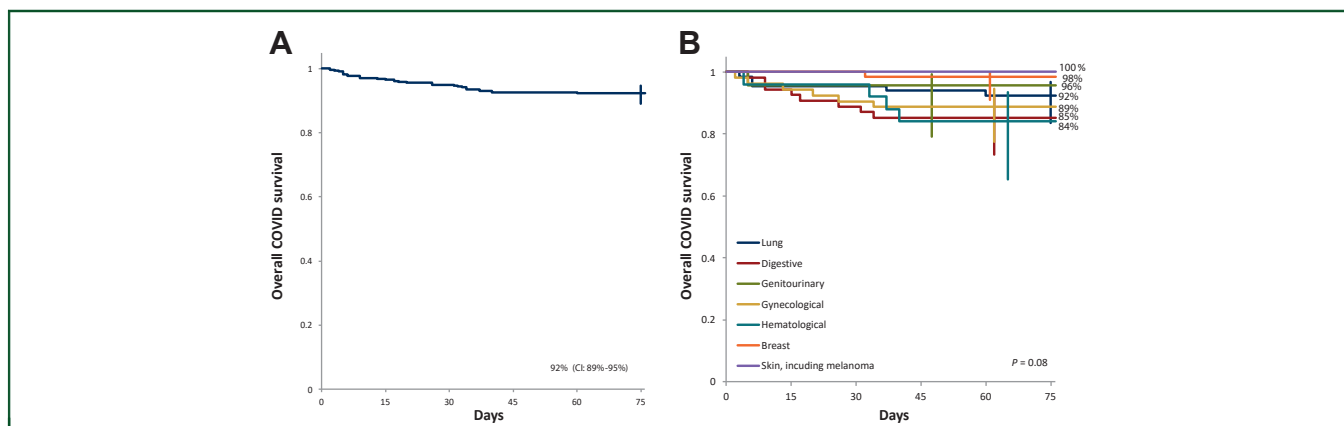 A
1
0.8
0.6
0.4
0.2
0
Overall COVID survival
92% (CI: 89%-95%)
0 15 30 45 60 75
Days
B
1
0.8
0.6
0.4
0.2
0
Overall COVID survival
100%
98%
96%
92%
89%
85%
84%
Lung
Digestive
Genitourinary
Gynecological
Hematological
Breast
Skin, incuding melanoma
P = 0.08
0 15 30 45 60 75
Days